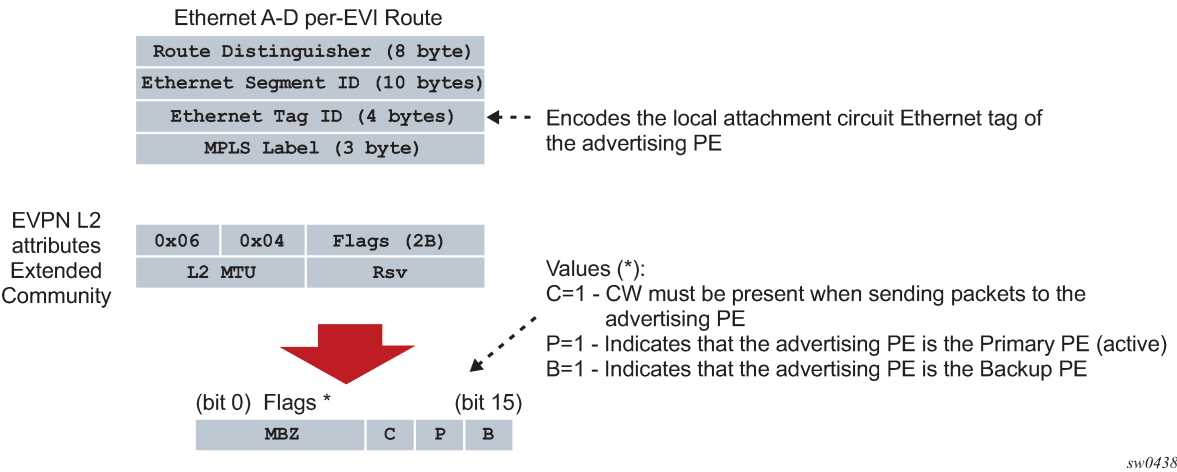 Ethernet A-D per-EVI Route
Route Distinguisher (8 byte)
Ethernet Segment ID (10 bytes)
Ethernet Tag ID (4 bytes)
MPLS Label (3 byte)
Encodes the local attachment circuit Ethernet tag of
the advertising PE
EVPN L2
attributes
Extended
Community
0x06 0x04 Flags (2B)
L2 MTU Rsv
Values (*):
C=1 - CW must be present when sending packets to the
advertising PE
P=1 - Indicates that the advertising PE is the Primary PE (active)
B=1 - Indicates that the advertising PE is the Backup PE
(bit 0) Flags * (bit 15)
MBZ C P B
sw0438